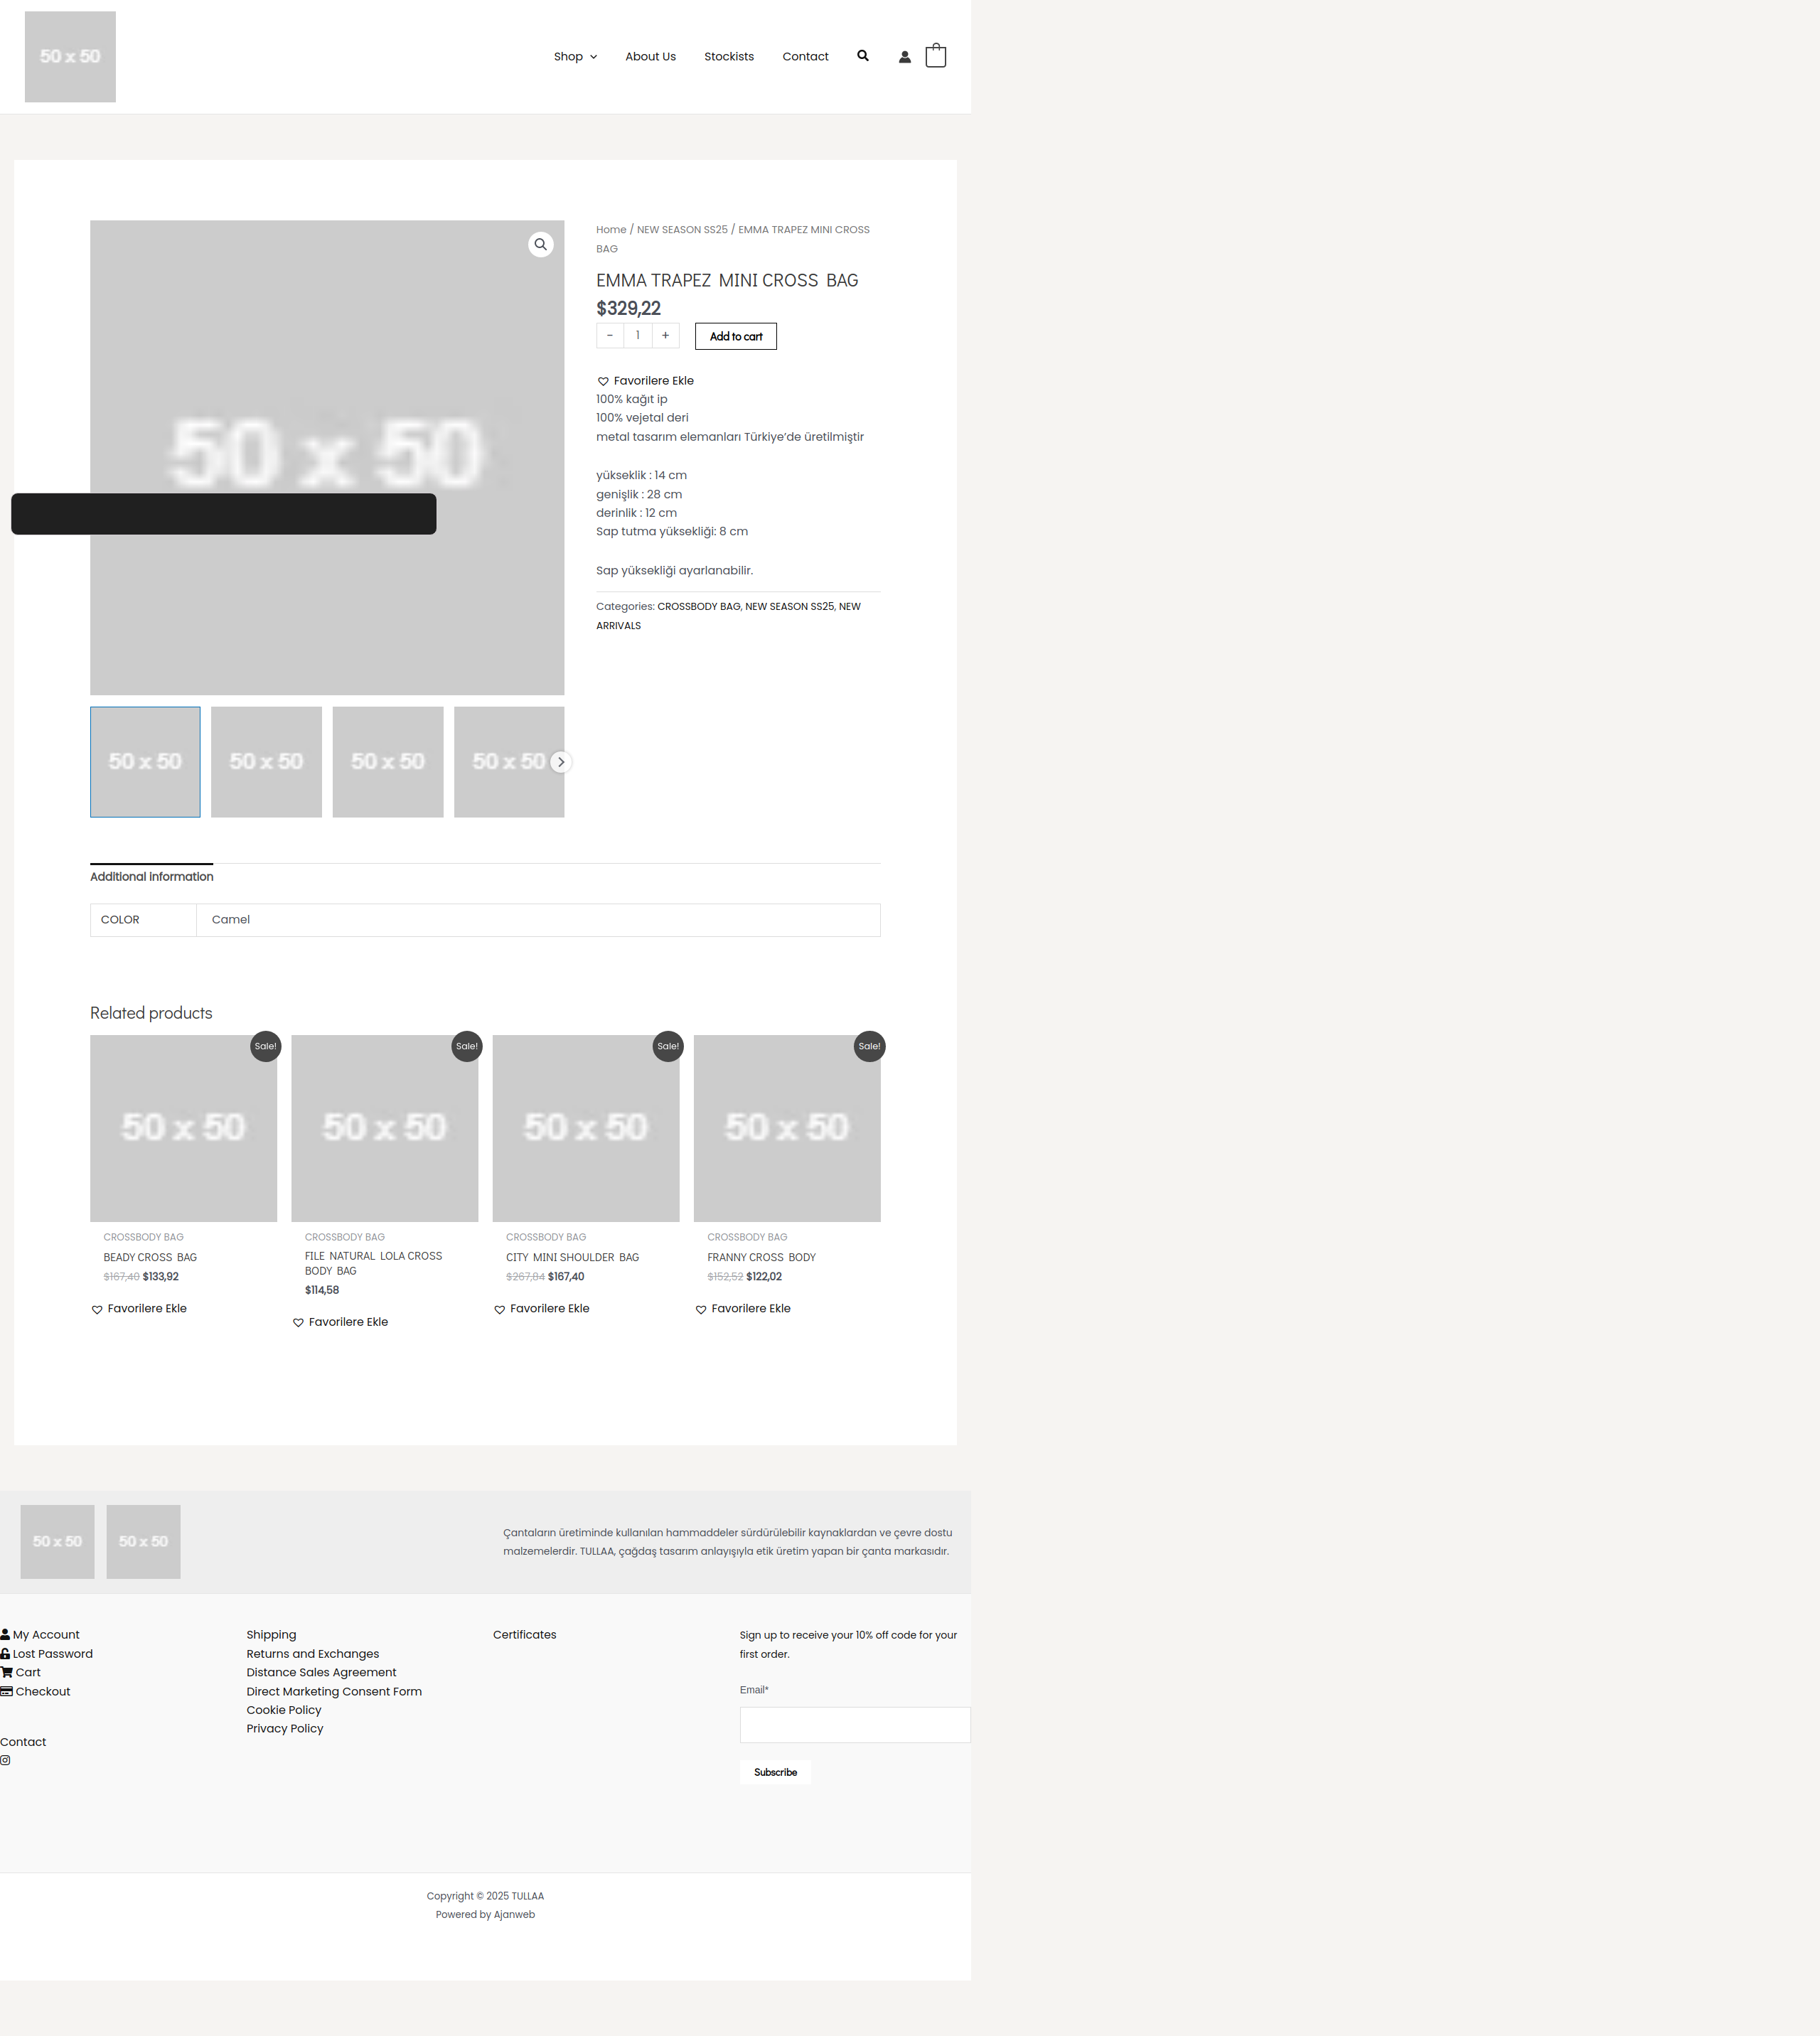 50 x 50
Shop
About Us
Stockists
Contact
Home / NEW SEASON SS25 / EMMA TRAPEZ MINI CROSS
BAG
EMMA TRAPEZ MINI CROSS BAG
$329,22
- 1 +
Add to cart
50 x 50
Favorilere Ekle
100% kağıt ip
100% vejetal deri
metal tasarım elemanları Türkiye’de üretilmiştir
yükseklik : 14 cm
genişlik : 28 cm
derinlik : 12 cm
Sap tutma yüksekliği: 8 cm
Sap yüksekliği ayarlanabilir.
Categories: CROSSBODY BAG, NEW SEASON SS25, NEW
ARRIVALS
50 x 50
50 x 50
50 x 50
50 x 50
Additional information
COLOR
Camel
Related products
Sale!
50 x 50
CROSSBODY BAG
BEADY CROSS BAG
$167,40 $133,92
Favorilere Ekle
Sale!
50 x 50
CROSSBODY BAG
FILE NATURAL LOLA CROSS
BODY BAG
$114,58
Favorilere Ekle
Sale!
50 x 50
CROSSBODY BAG
CITY MINI SHOULDER BAG
$267,84 $167,40
Favorilere Ekle
Sale!
50 x 50
CROSSBODY BAG
FRANNY CROSS BODY
$152,52 $122,02
Favorilere Ekle
50 x 50
50 x 50
Çantaların üretiminde kullanılan hammaddeler sürdürülebilir kaynaklardan ve çevre dostu
malzemelerdir. TULLAA, çağdaş tasarım anlayışıyla etik üretim yapan bir çanta markasıdır.
My Account
Lost Password
Cart
Checkout
Contact
Shipping
Returns and Exchanges
Distance Sales Agreement
Direct Marketing Consent Form
Cookie Policy
Privacy Policy
Certificates
Sign up to receive your 10% off code for your
first order.
Email*
Subscribe
Copyright © 2025 TULLAA
Powered by Ajanweb